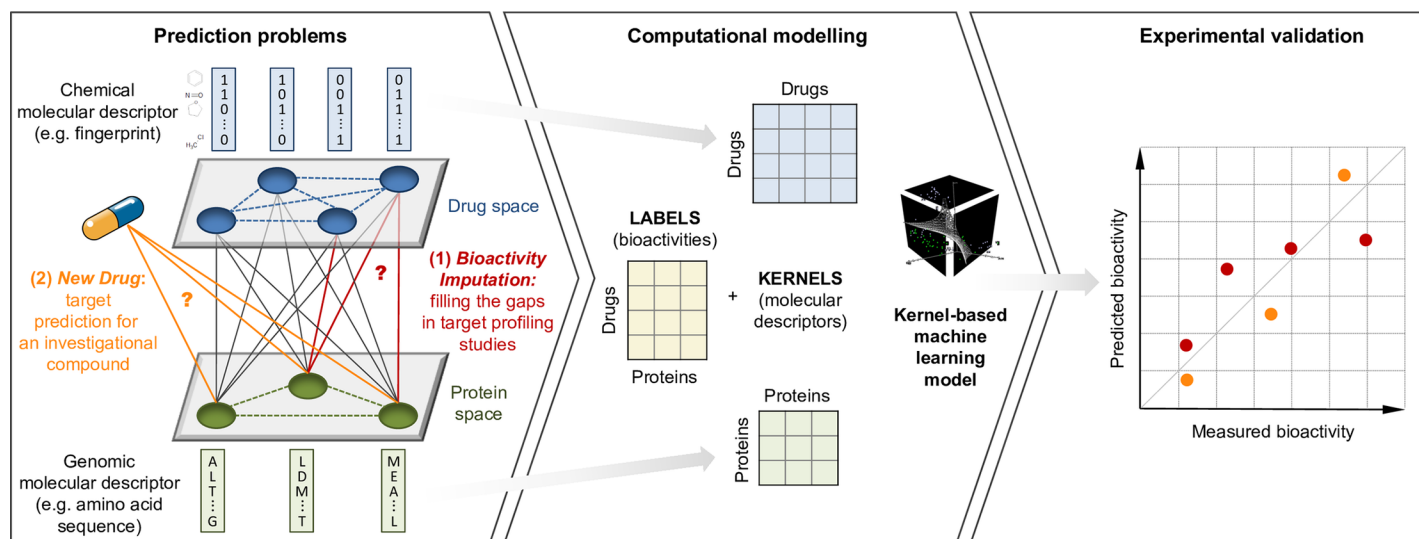 Prediction problems
Chemical
molecular descriptor
(e.g. fingerprint)
N
O
H₃C
Cl
1
1
0
⋮
0
1
0
1
⋮
0
0
0
1
⋮
1
0
1
1
⋮
1
Drug space
(2) New Drug:
target
prediction for
an investigational
compound
?
?
(1) Bioactivity
Imputation:
filling the gaps
in target profiling
studies
Protein
space
Genomic
molecular descriptor
(e.g. amino acid
sequence)
A
L
T
⋮
G
L
D
M
⋮
T
M
E
A
⋮
L
Computational modelling
Drugs
Drugs
LABELS
(bioactivities)
Drugs
Proteins
+
KERNELS
(molecular
descriptors)
Proteins
Proteins
Kernel-based
machine
learning
model
Experimental validation
Predicted bioactivity
Measured bioactivity